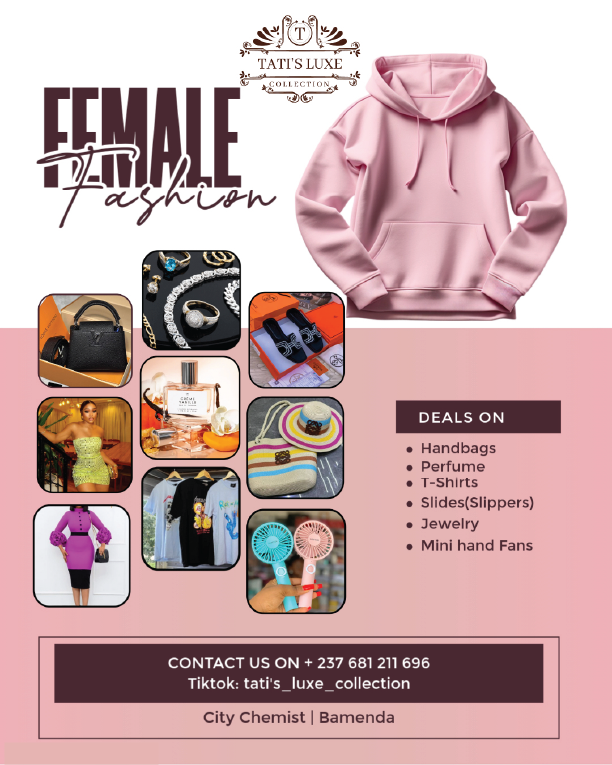 T
TATI'S LUXE
COLLECTION
FEMALE
Fashion
DEALS ON
Handbags
Perfume
T-Shirts
Slides(Slippers)
Jewelry
Mini hand Fans
CONTACT US ON + 237 681 211 696
Tiktok: tati's_luxe_collection
City Chemist | Bamenda